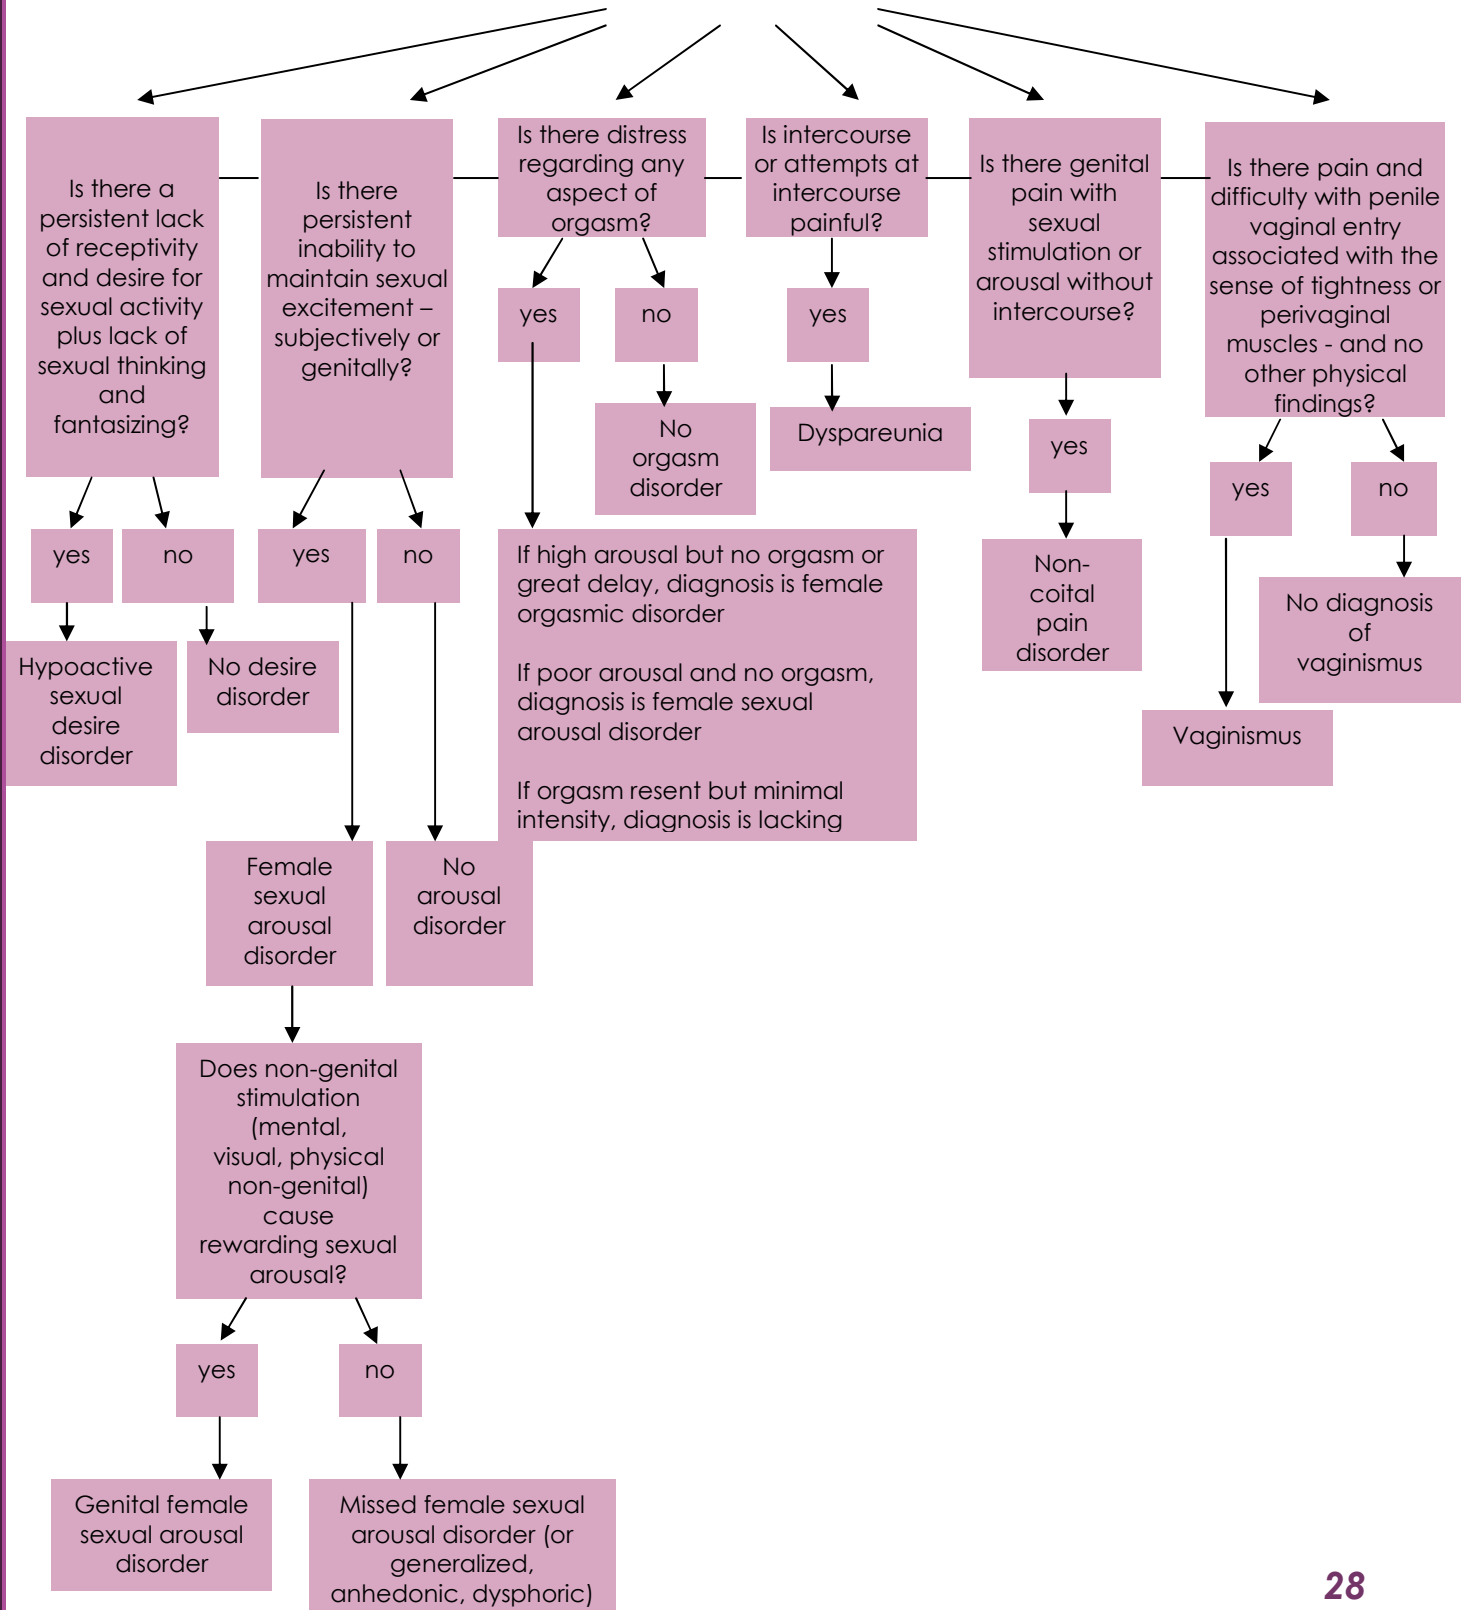 Is there a
persistent lack
of receptivity
and desire for
sexual activity
plus lack of
sexual thinking
and
fantasizing?
Is there
persistent
inability to
maintain sexual
excitement –
subjectively or
genitally?
Is there distress
regarding any
aspect of
orgasm?
Is intercourse
or attempts at
intercourse
painful?
Is there genital
pain with
sexual
stimulation or
arousal without
intercourse?
Is there pain and
difficulty with penile
vaginal entry
associated with the
sense of tightness or
perivaginal
muscles - and no
other physical
findings?
yes
no
yes
no
yes
no
yes
yes
yes
no
Hypoactive
sexual
desire
disorder
No desire
disorder
No
orgasm
disorder
Dyspareunia
Non-
coital
pain
disorder
No diagnosis
of
vaginismus
Vaginismus
If high arousal but no orgasm or
great delay, diagnosis is female
orgasmic disorder
If poor arousal and no orgasm,
diagnosis is female sexual
arousal disorder
If orgasm resent but minimal
intensity, diagnosis is lacking
Female
sexual
arousal
disorder
No
arousal
disorder
Does non-genital
stimulation
(mental,
visual, physical
non-genital)
cause
rewarding sexual
arousal?
yes
no
Genital female
sexual arousal
disorder
Missed female sexual
arousal disorder (or
generalized,
anhedonic, dysphoric)
28